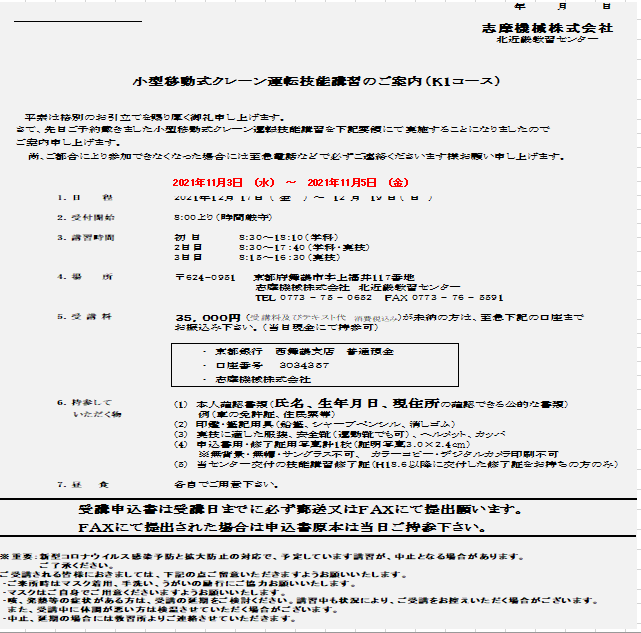 年 月 日
志摩機械株式会社
北近畿教習センター
小型移動式クレーン運転技能講習のご案内(K1コース)
平素は格別のお引立てを賜り厚く御礼申し上げます。
さて、先日ご予約戴きました小型移動式クレーン運転技能講習を下記要領にて実施することになりましたので
ご案内申し上げます。
尚、ご都合により参加できなくなった場合には至急電話などで必ずご連絡くださいます様お願い申し上げます。
2021年11月3日 (水) ~ 2021年11月5日 (金)
1. 日 程 2021年12月17日( 金 )~ 12月 19日( 日 )
2. 受付開始 8:00より(時間厳守)
3. 講習時間 初 日 8:30~18:10(学科)
2日目 8:30~17:40(学科・実技)
3日目 8:15~16:30(実技)
4. 場 所 〒624-0951 京都府舞鶴市字上福井117番地
志摩機械株式会社 北近畿教習センター
TEL 0773-75-0652 FAX 0773-76-5591
5. 受 講 料 35,000円(受講料及びテキスト代 消費税込み)が未納の方は、至急下記の口座まで
お振込み下さい。(当日現金にて持参可)
・ 京都銀行 西舞鶴支店 普通預金
・ 口座番号 3034387
・ 志摩機械株式会社
6. 持参して (1) 本人確認書類(氏名、生年月日、現住所の確認できる公的な書類)
いただく物 例(車の免許証、住民票等)
(2) 印鑑・筆記用具(鉛筆、シャープペンシル、消しゴム)
(3) 実技に適した服装、安全靴(運動靴でも可)、ヘルメット、カッパ
(4) 申込書用・修了証用写真計1枚(証明写真3.0×2.4cm)
※無背景・無帽・サングラス不可、 カラーコピー・デジタルカメラ印刷不可
(5) 当センター交付の技能講習修了証(H18.6以降に交付した修了証をお持ちの方のみ)
7. 昼 食 各自でご用意下さい。
受講申込書は受講日までに必ず郵送又はFAXにて提出願います。
FAXにて提出された場合は申込書原本は当日ご持参下さい。
※重要:新型コロナウイルス感染予防と拡大防止の対応で、予定しています講習が、中止となる場合があります。
ご了承ください。
ご受講される皆様におきましては、下記の点ご留意いただきますようお願いいたします。
・ご来所時はマスク着用、手洗い、うがいの励行にご協力お願いいたします。
・マスクはご自身でご用意くださいますようお願いします。
・咳、発熱等の症状がある方は、受講の延期をご検討ください。講習中も状況により、ご受講をお控えいただく場合がございます。
また、受講中に体調が悪い方は検温させていただく場合がございます。
・中止、延期の場合には教習所よりご連絡させていただきます。